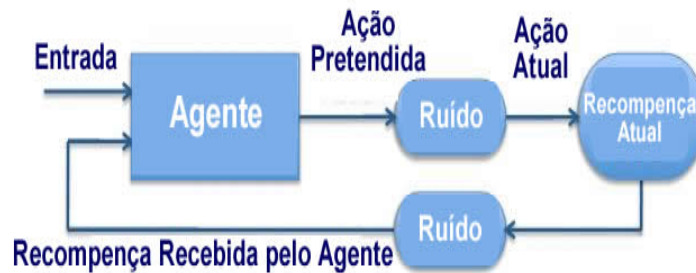 Entrada
Ação
Pretendida
Ação
Atual
Agente
Ruído
Recompença
Atual
Ruído
Recompença Recebida pelo Agente